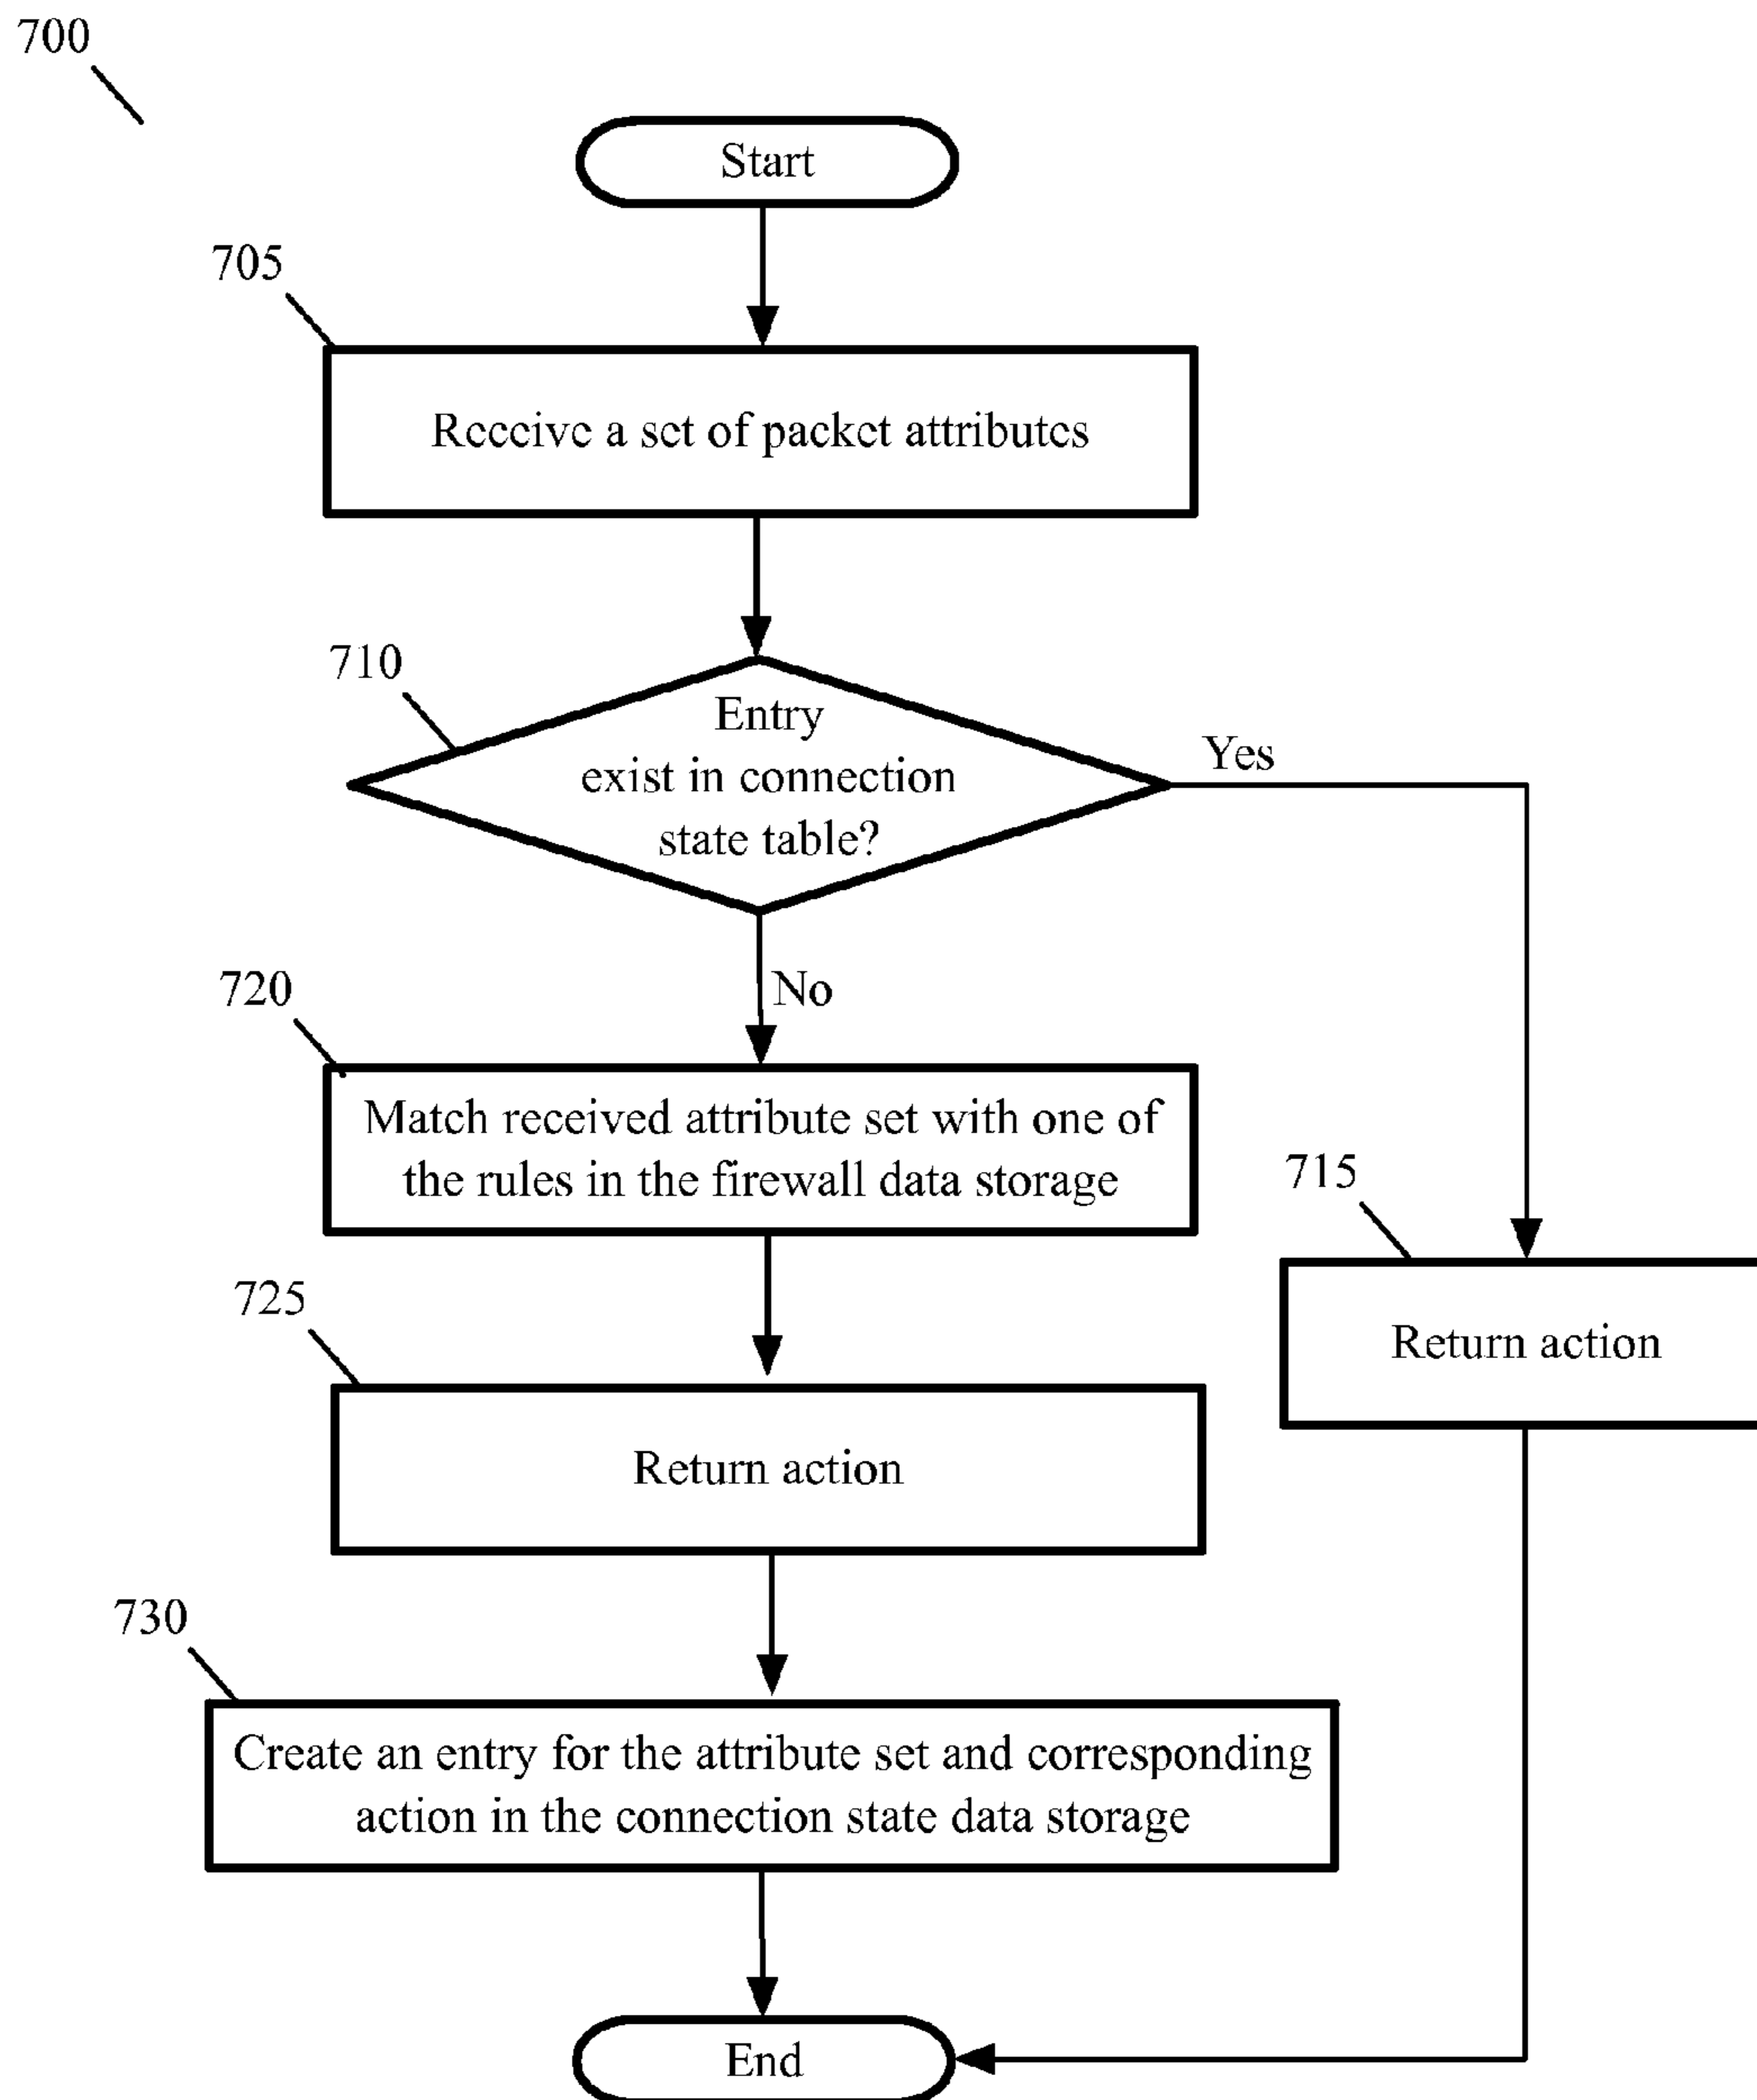 700
Start
705
Receive a set of packet attributes
710
Entry
exist in connection
state table?
Yes
No
720
Match received attribute set with one of
the rules in the firewall data storage
715
Return action
725
Return action
730
Create an entry for the attribute set and corresponding
action in the connection state data storage
End